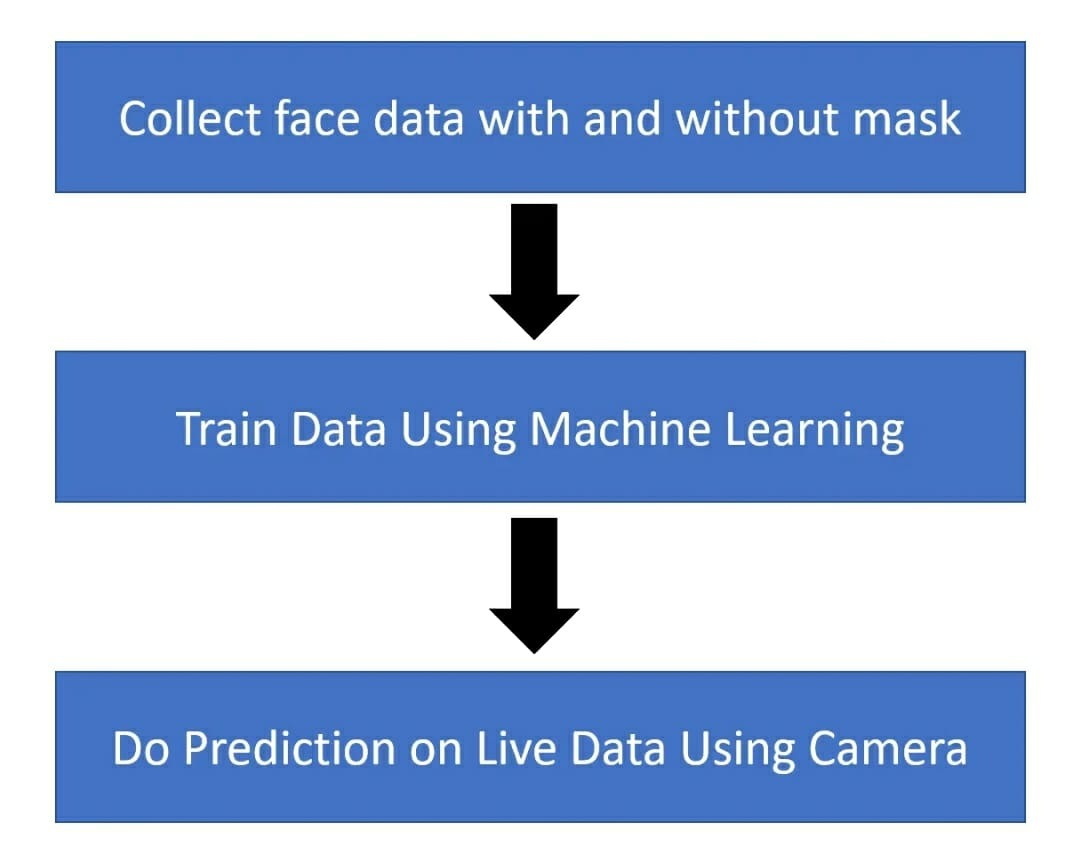 Collect face data with and without mask
Train Data Using Machine Learning
Do Prediction on Live Data Using Camera